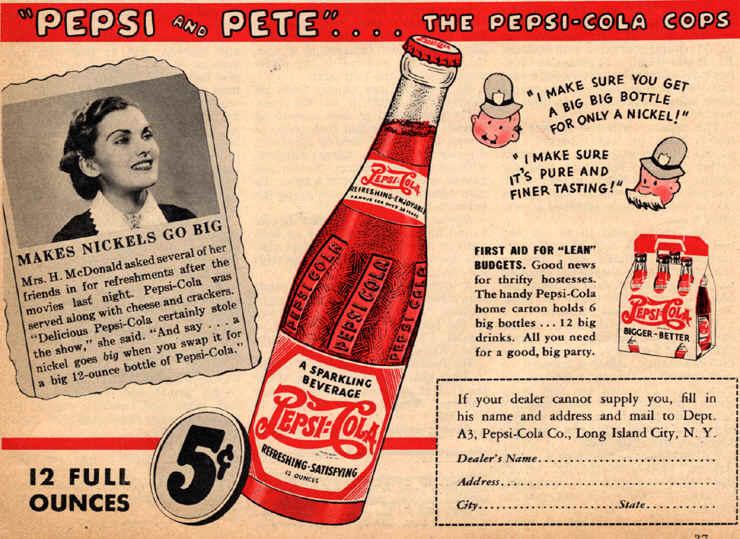 "PEPSI AND PETE".... THE PEPSI-COLA COPS
MAKES NICKELS GO BIG
Mrs. H. McDonald asked several of her
friends in for refreshments after the
movies last night. Pepsi-Cola was
served along with cheese and crackers.
"Delicious Pepsi-Cola certainly stole
the show," she said. "And say . . . a
nickel goes big when you swap it for
a big 12-ounce bottle of Pepsi-Cola."
5¢
12 FULL
OUNCES
PEPSI-COLA
REFRESHING-ENJOYABLE
PEPSI COLA
PEPSI COLA
PEPSI COLA
A SPARKLING
BEVERAGE
PEPSI-COLA
REFRESHING-SATISFYING
12 OUNCES
"I MAKE SURE YOU GET
A BIG BIG BOTTLE
FOR ONLY A NICKEL!"
"I MAKE SURE
IT'S PURE AND
FINER TASTING!"
FIRST AID FOR "LEAN"
BUDGETS. Good news
for thrifty hostesses.
The handy Pepsi-Cola
home carton holds 6
big bottles . . . 12 big
drinks. All you need
for a good, big party.
PEPSI-COLA
BIGGER-BETTER
If your dealer cannot supply you, fill in
his name and address and mail to Dept.
A3, Pepsi-Cola Co., Long Island City, N. Y.
Dealer's Name..............................
Address..............................
City....................State............